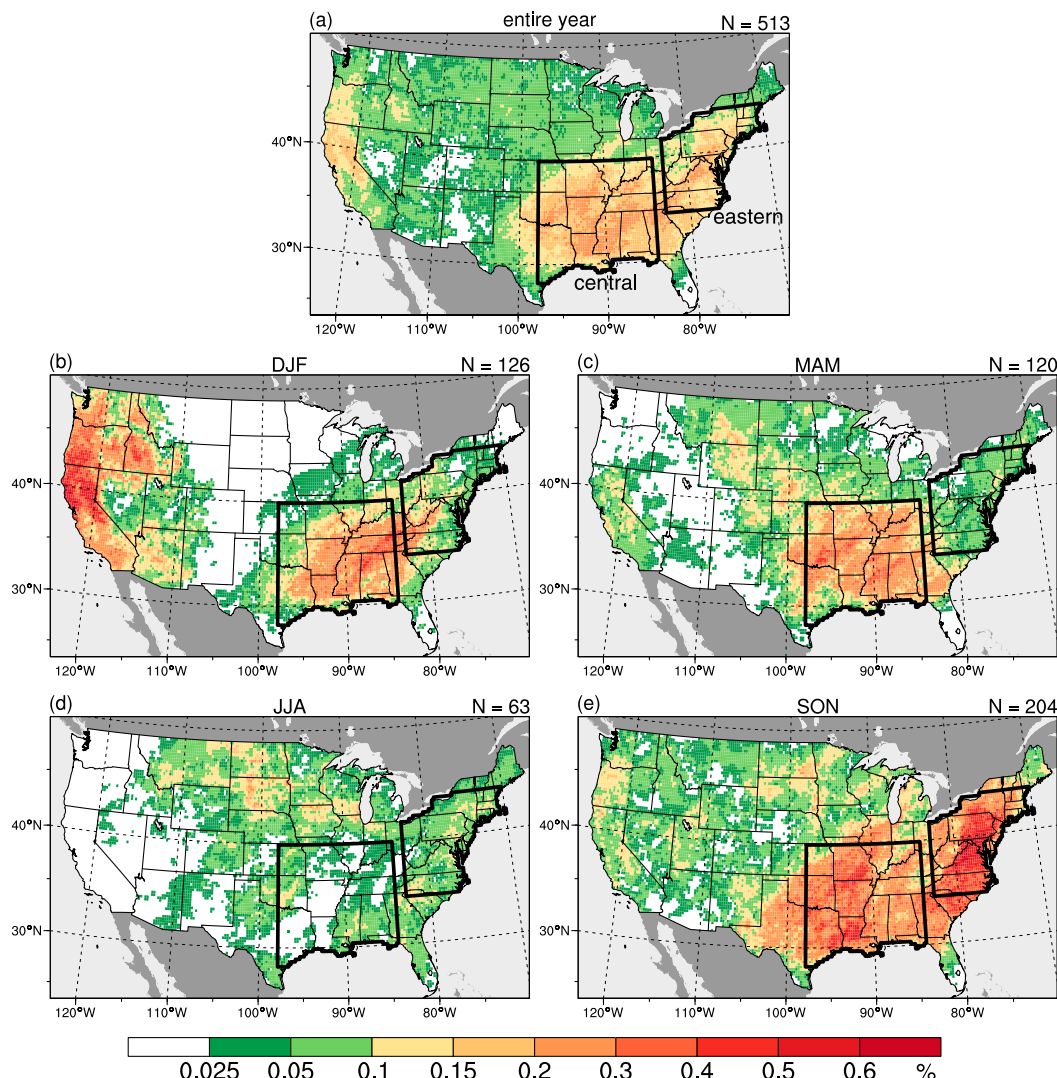 (a) entire year N = 513
40°N
30°N
eastern
central
120°W 110°W 100°W 90°W 80°W
(b) DJF N = 126
(c) MAM N = 120
40°N
30°N
120°W 110°W 100°W 90°W 80°W
40°N
30°N
120°W 110°W 100°W 90°W 80°W
(d) JJA N = 63
(e) SON N = 204
40°N
30°N
120°W 110°W 100°W 90°W 80°W
40°N
30°N
120°W 110°W 100°W 90°W 80°W
0.025 0.05 0.1 0.15 0.2 0.3 0.4 0.5 0.6 %